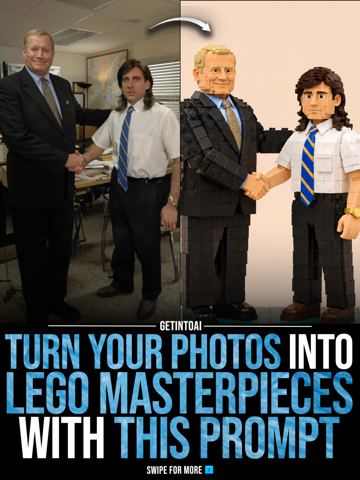 GETINTOAI
TURN YOUR PHOTOS INTO
LEGO MASTERPIECES
WITH THIS PROMPT
SWIPE FOR MORE